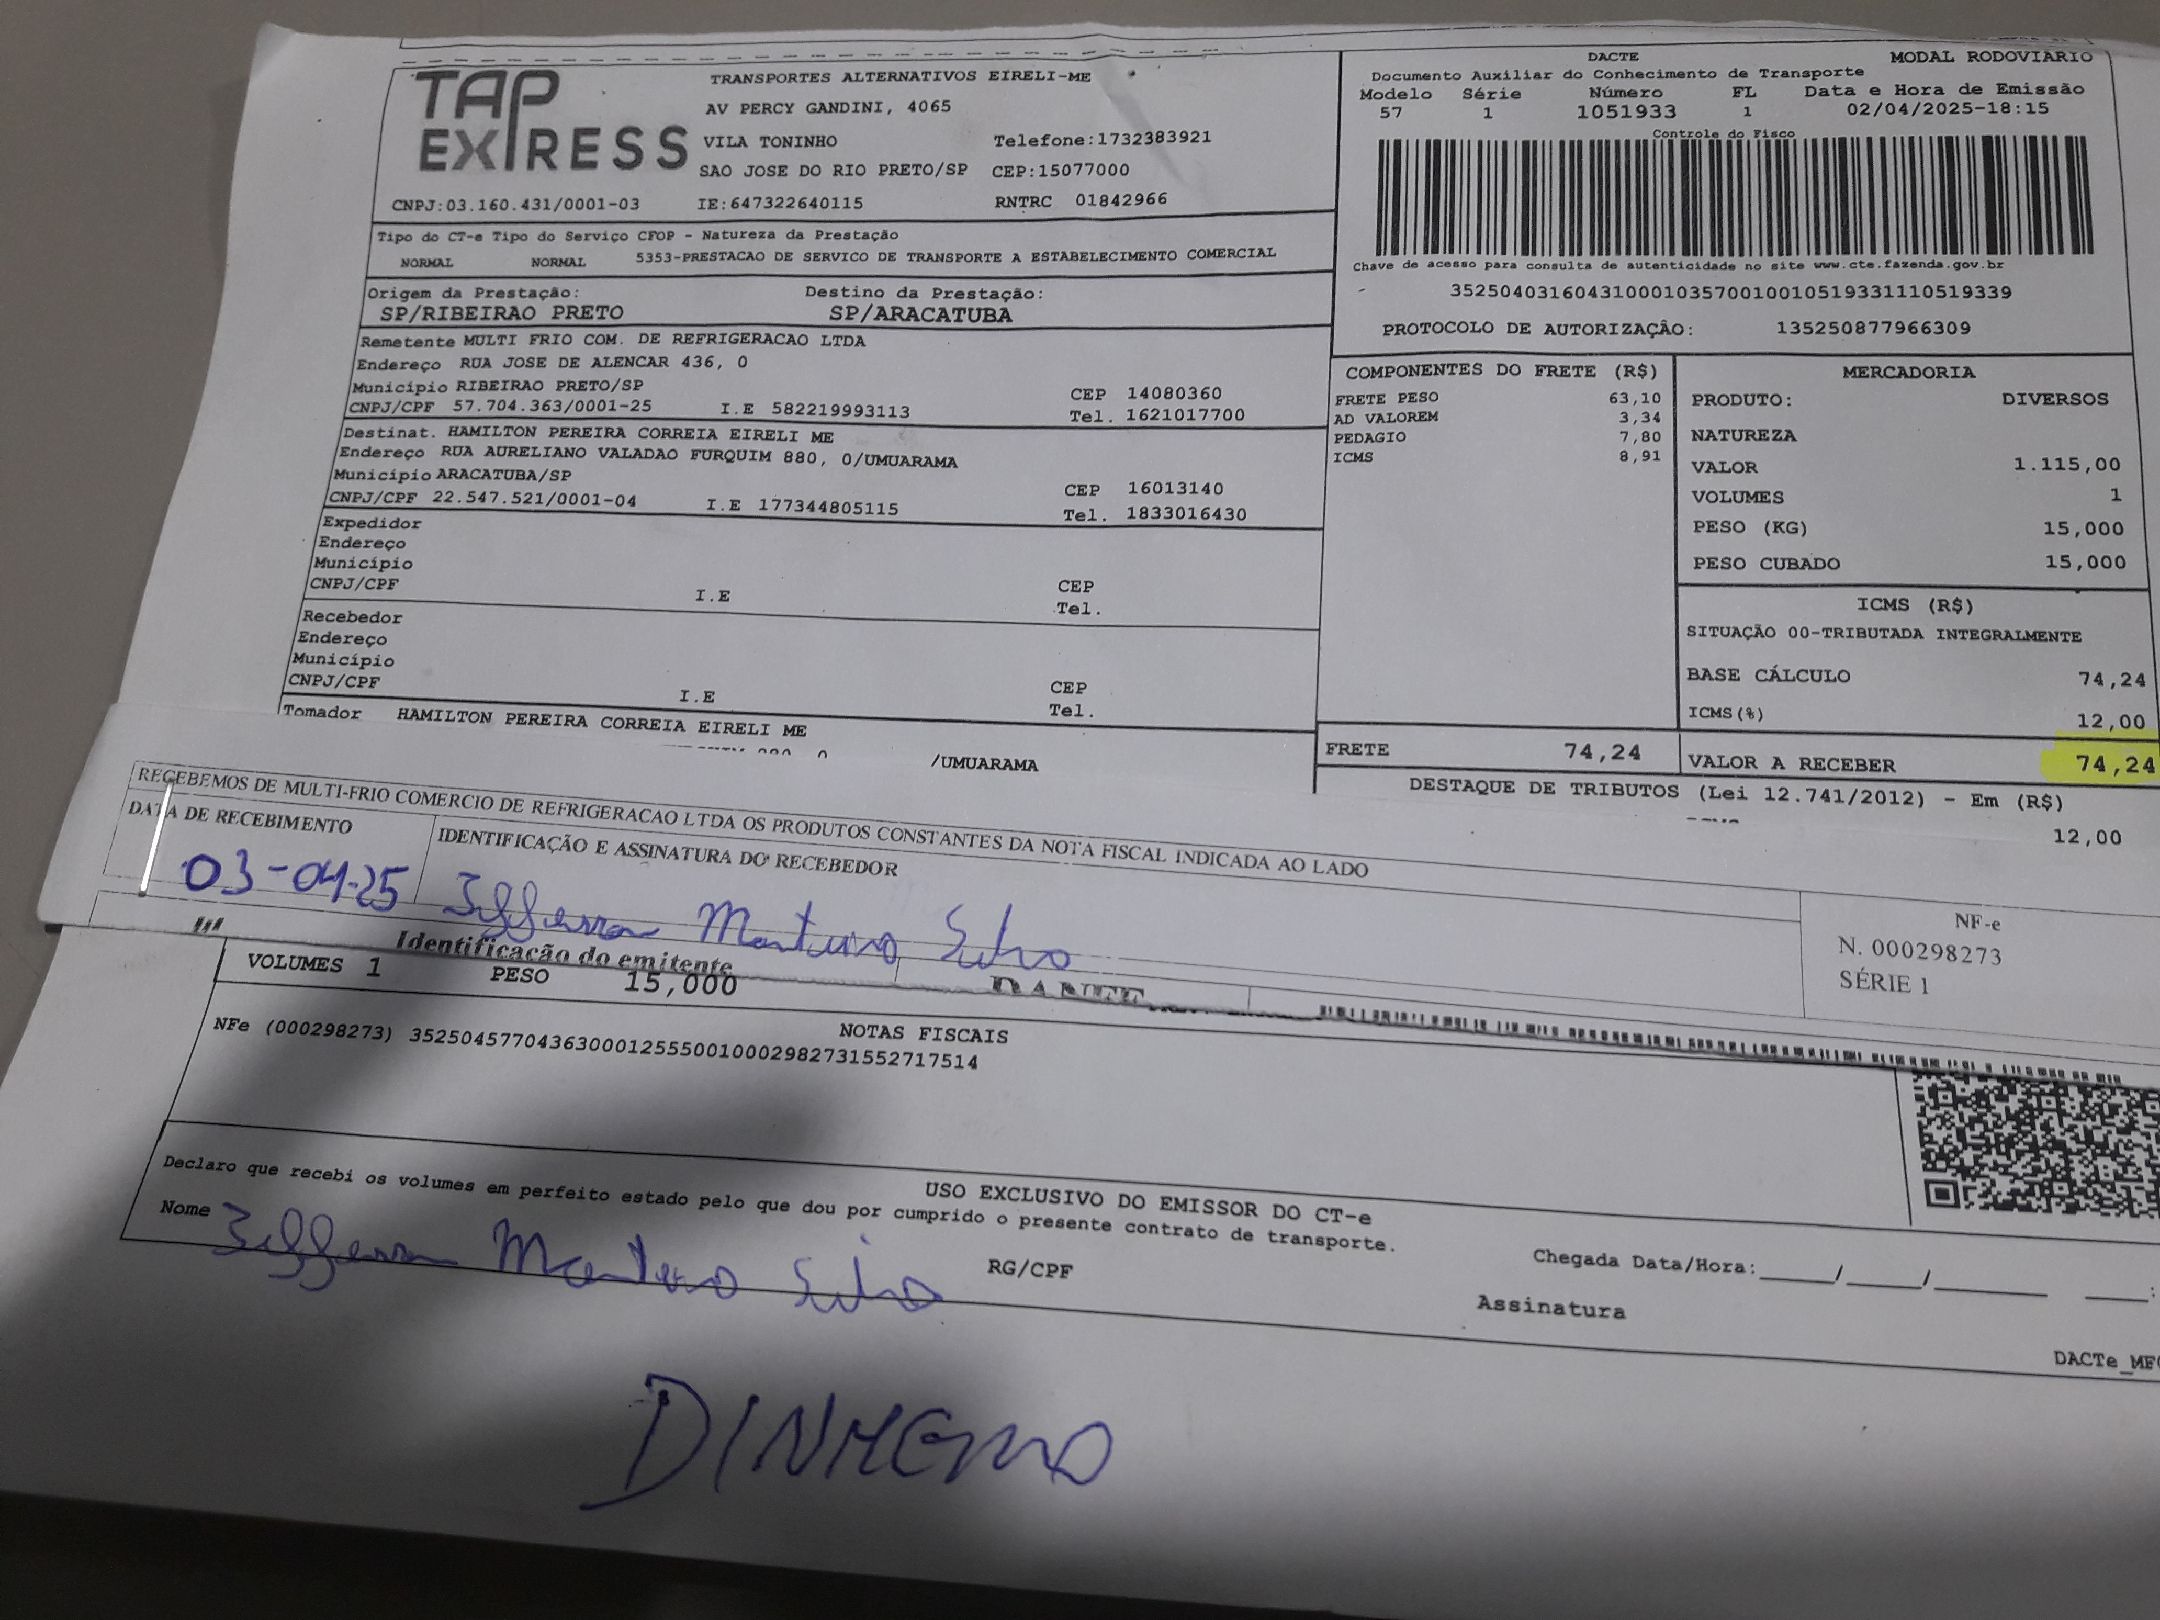 TAP EXPRESS
TRANSPORTES ALTERNATIVOS EIRELI-ME
AV PERCY GANDINI, 4065
VILA TONINHO Telefone:1732383921
SAO JOSE DO RIO PRETO/SP CEP:15077000
CNPJ:03.160.431/0001-03 IE:647322640115 RNTRC 01842966
DACTE MODAL RODOVIÁRIO
Documento Auxiliar do Conhecimento de Transporte
Modelo Série Número FL Data e Hora de Emissão
57 1 1051933 1 02/04/2025-18:15
Controle do Fisco
Chave de acesso para consulta de autenticidade no site www.cte.fazenda.gov.br
35250403160431000103570010010519331110519339
PROTOCOLO DE AUTORIZAÇÂO: 135250877966309
Tipo do CT-e Tipo do Serviço CFOP - Natureza da Prestação
NORMAL NORMAL 5353-PRESTACAO DE SERVICO DE TRANSPORTE A ESTABELECIMENTO COMERCIAL
Origem da Prestação: Destino da Prestação:
SP/RIBEIRAO PRETO SP/ARACATUBA
Remetente MULTI FRIO COM. DE REFRIGERACAO LTDA
Endereço RUA JOSE DE ALENCAR 436, 0
Município RIBEIRAO PRETO/SP CEP 14080360
CNPJ/CPF 57.704.363/0001-25 I.E 582219993113 Tel. 1621017700
Destinat. HAMILTON PEREIRA CORREIA EIRELI ME
Endereço RUA AURELIANO VALADAO FURQUIM 880, 0/UMUARAMA
Município ARACATUBA/SP CEP 16013140
CNPJ/CPF 22.547.521/0001-04 I.E 177344805115 Tel. 1833016430
Expedidor
Endereço
Município
CNPJ/CPF I.E CEP
Tel.
Recebedor
Endereço
Município
CNPJ/CPF I.E CEP
Tel.
Tomador HAMILTON PEREIRA CORREIA EIRELI ME
/UMUARAMA
COMPONENTES DO FRETE (R$)
FRETE PESO 63,10
AD VALOREM 3,34
PEDAGIO 7,80
ICMS 8,91
MERCADORIA
PRODUTO: DIVERSOS
NATUREZA
VALOR 1.115,00
VOLUMES 1
PESO (KG) 15,000
PESO CUBADO 15,000
ICMS (R$)
SITUAÇÃO 00-TRIBUTADA INTEGRALMENTE
BASE CÁLCULO 74,24
ICMS(%) 12,00
FRETE 74,24 VALOR A RECEBER 74,24
DESTAQUE DE TRIBUTOS (Lei 12.741/2012) - Em (R$)
12,00
RECEBEMOS DE MULTI-FRIO COMERCIO DE REFRIGERACAO LTDA OS PRODUTOS CONSTANTES DA NOTA FISCAL INDICADA AO LADO
DATA DE RECEBIMENTO IDENTIFICAÇÃO E ASSINATURA DO RECEBEDOR
03-04-25 Jefferson Monteiro Silva
NF-e
N. 000298273
SÉRIE 1
Identificação do emitente DANFE
VOLUMES 1 PESO 15,000
NOTAS FISCAIS
NFe (000298273) 35250457704363000125550010002982731552717514
USO EXCLUSIVO DO EMISSOR DO CT-e
Declaro que recebi os volumes em perfeito estado pelo que dou por cumprido o presente contrato de transporte.
Nome Jefferson Monteiro Silva RG/CPF
Chegada Data/Hora:_____/_____/_______ ____:
Assinatura
DACTe_MF
DINHEIRO